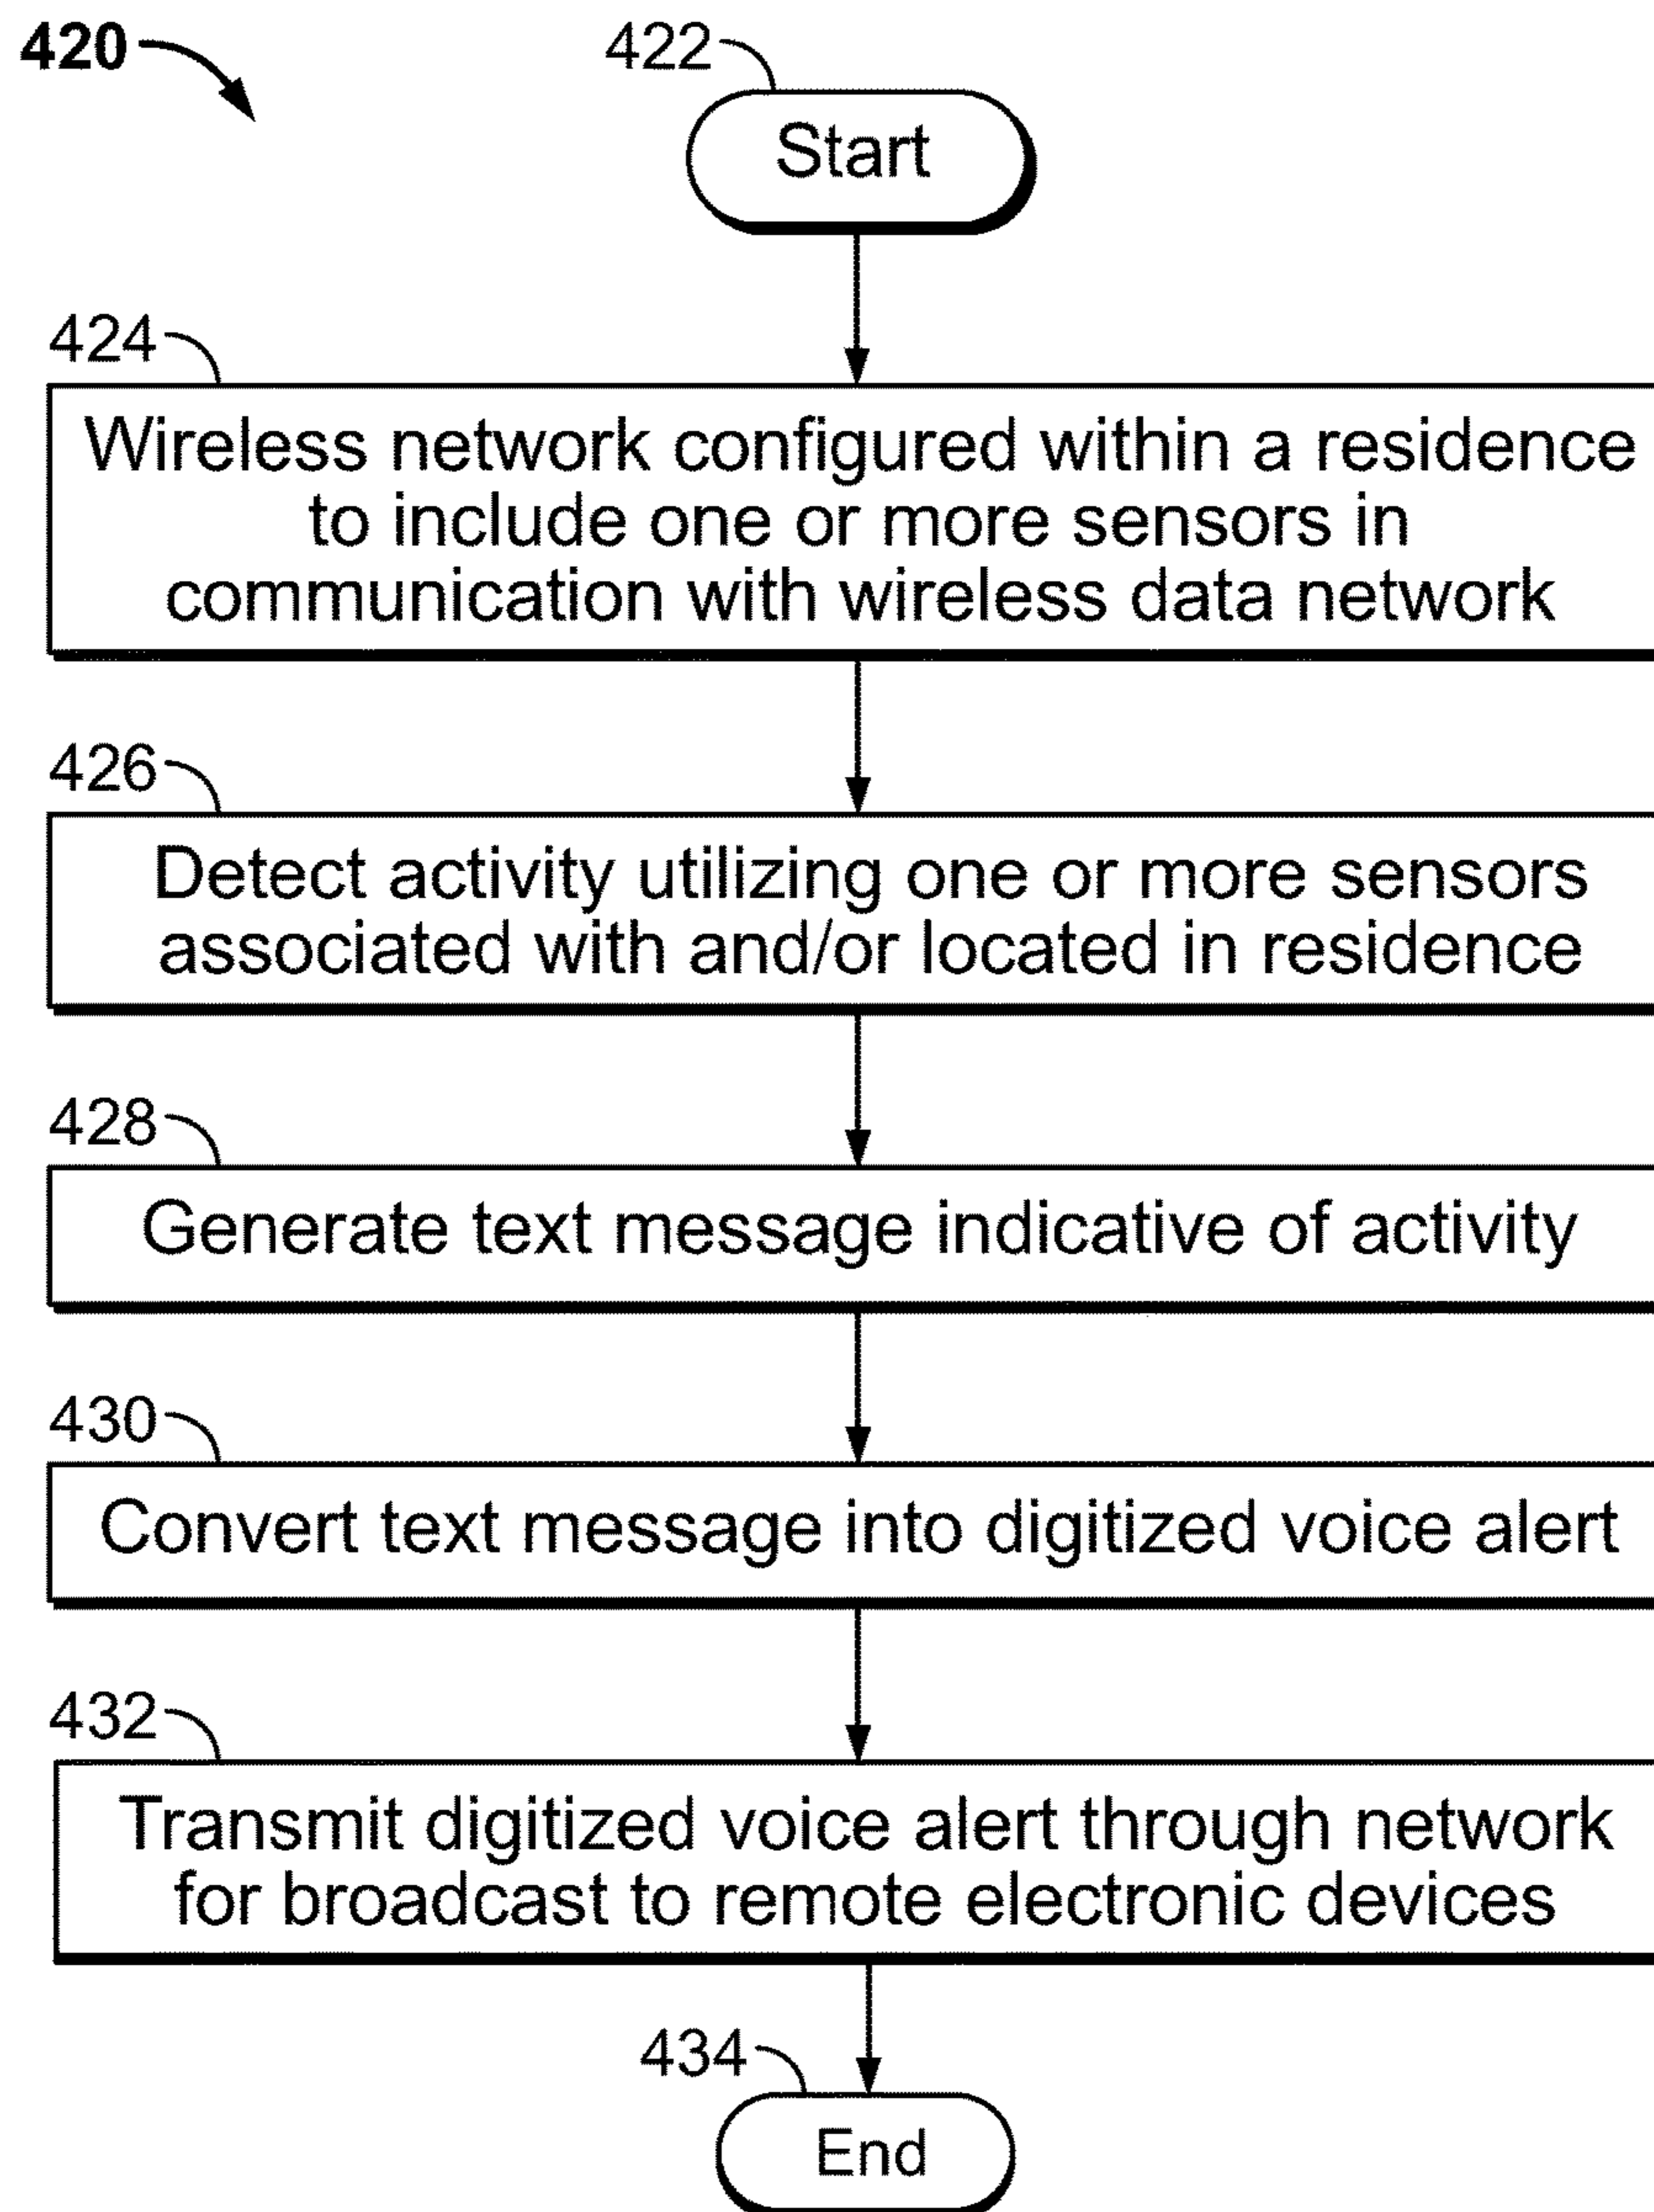 420
422
Start
424
Wireless network configured within a residence
to include one or more sensors in
communication with wireless data network
426
Detect activity utilizing one or more sensors
associated with and/or located in residence
428
Generate text message indicative of activity
430
Convert text message into digitized voice alert
432
Transmit digitized voice alert through network
for broadcast to remote electronic devices
434
End